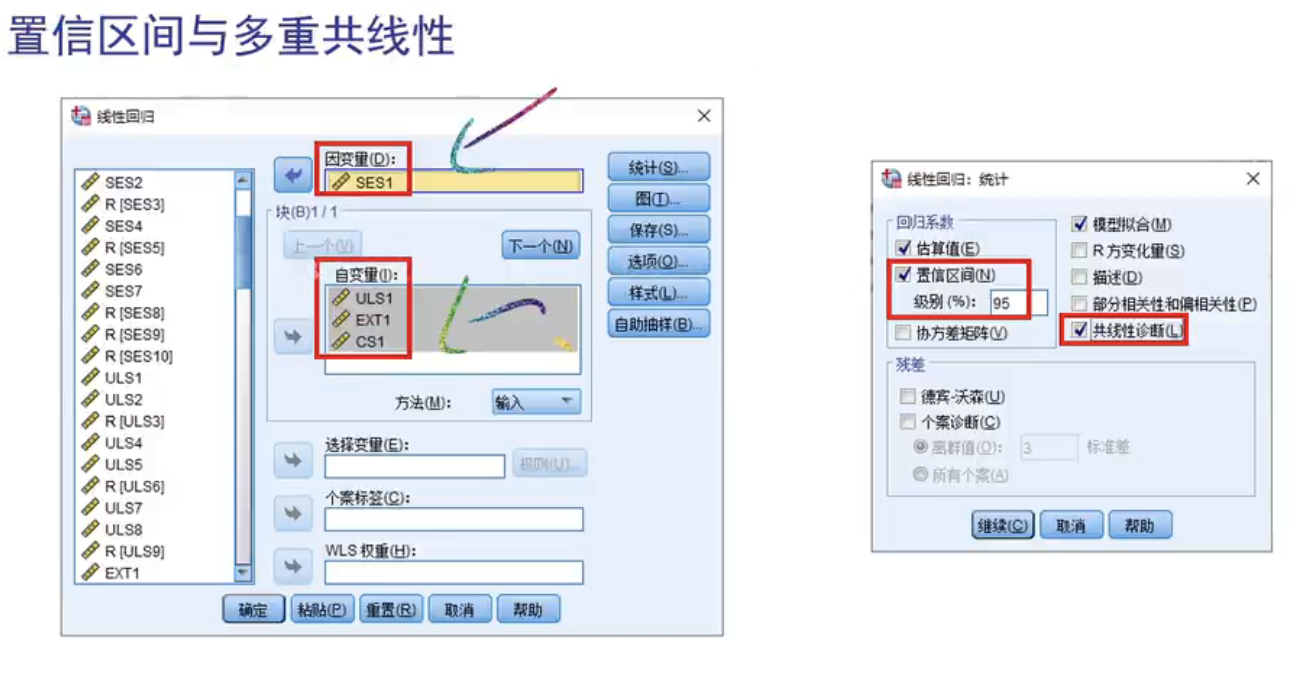 置信区间与多重共线性
线性回归
SES2
R [SES3]
SES4
R [SES5]
SES6
SES7
R [SES8]
R [SES9]
R [SES10]
ULS1
ULS2
R [ULS3]
ULS4
ULS5
R [ULS6]
ULS7
ULS8
R [ULS9]
EXT1
因变量(D):
SES1
块(B)1 / 1
上一个(V)
下一个(N)
自变量(I):
ULS1
EXT1
CS1
方法(M):
输入
选择变量(E):
规则(U)...
个案标签(C):
WLS 权重(H):
统计(S)...
图(T)...
保存(S)...
选项(O)...
样式(L)...
自助抽样(B)...
确定
粘贴(P)
重置(R)
取消
帮助
线性回归：统计
回归系数
估算值(E)
置信区间(N)
级别 (%):
95
协方差矩阵(V)
模型拟合(M)
R 方变化量(S)
描述(D)
部分相关性和偏相关性(P)
共线性诊断(L)
残差
德宾-沃森(U)
个案诊断(C)
离群值(O):
3
标准差
所有个案(A)
继续(C)
取消
帮助